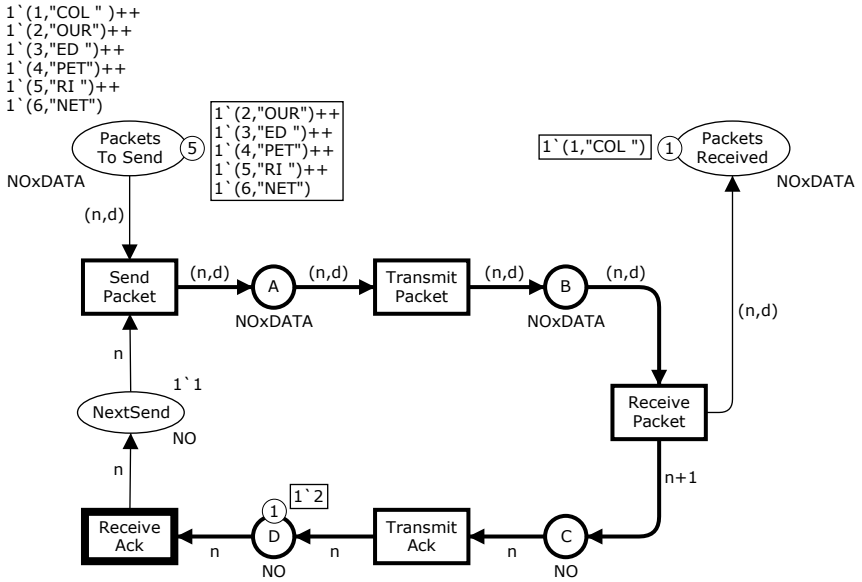 1`(1,"COL ")++
1`(2,"OUR")++
1`(3,"ED ")++
1`(4,"PET")++
1`(5,"RI ")++
1`(6,"NET")
Packets
To Send
5
1`(2,"OUR")++
1`(3,"ED ")++
1`(4,"PET")++
1`(5,"RI ")++
1`(6,"NET")
NOxDATA
1`(1,"COL ")
1
Packets
Received
NOxDATA
(n,d)
Send
Packet
(n,d)
A
NOxDATA
(n,d)
Transmit
Packet
(n,d)
B
NOxDATA
(n,d)
(n,d)
n
1`1
NextSend
NO
Receive
Packet
n
n+1
1`2
1
Receive
Ack
n
D
NO
n
Transmit
Ack
n
C
NO